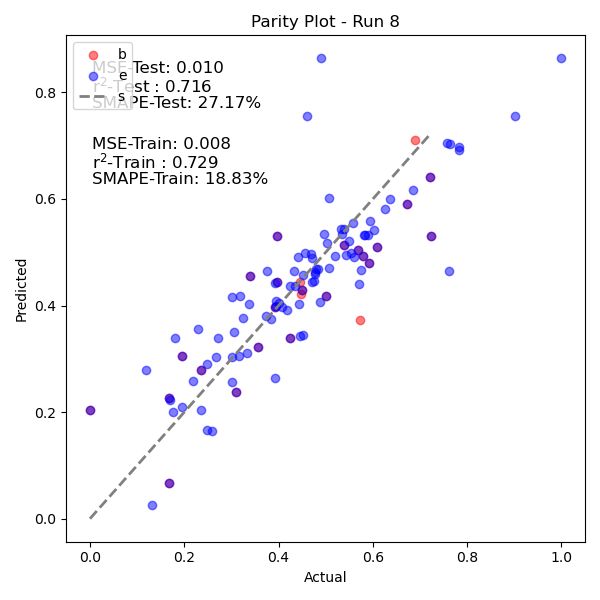 Parity Plot - Run 8
b
e
s
MSE-Test: 0.010
r²-Test : 0.716
SMAPE-Test: 27.17%
MSE-Train: 0.008
r²-Train : 0.729
SMAPE-Train: 18.83%
Predicted
0.8
0.6
0.4
0.2
0.0
0.0 0.2 0.4 0.6 0.8 1.0
Actual